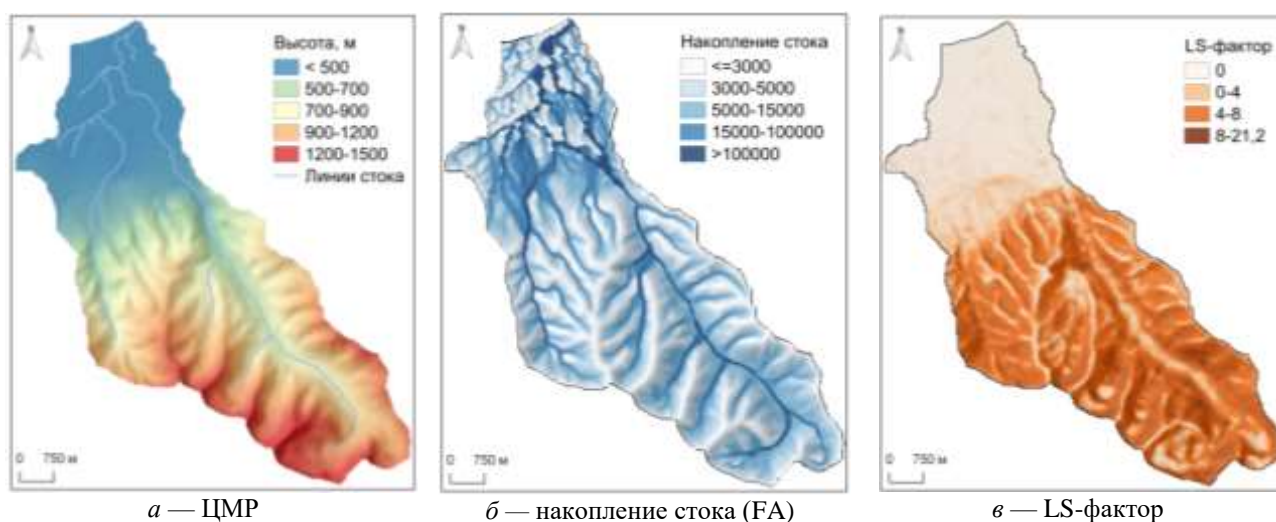 Высота, м
< 500
500-700
700-900
900-1200
1200-1500
Линии стока
0 750 м
Накопление стока
<=3000
3000-5000
5000-15000
15000-100000
>100000
0 750 м
LS-фактор
0
0-4
4-8
8-21,2
0 750 м
а — ЦМР
б — накопление стока (FA)
в — LS-фактор